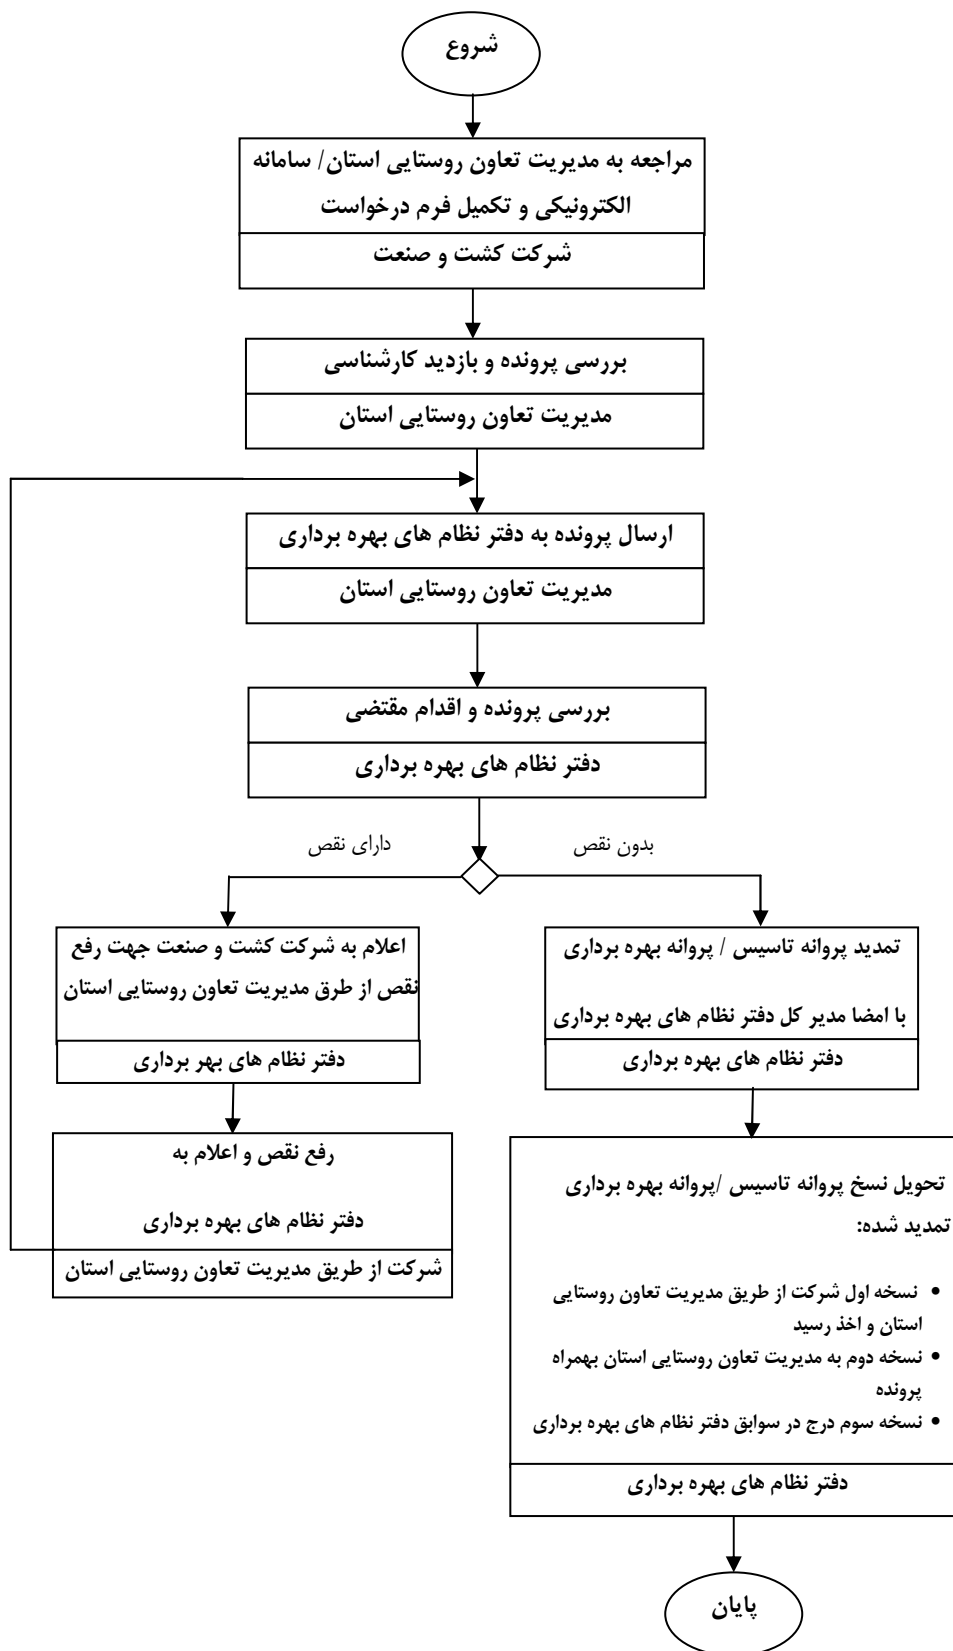 شروع
مراجعه به مدیریت تعاون روستایی استان/ سامانه
الکترونیکی و تکمیل فرم درخواست
شرکت کشت و صنعت
بررسی پرونده و بازدید کارشناسی
مدیریت تعاون روستایی استان
ارسال پرونده به دفتر نظام های بهره برداری
مدیریت تعاون روستایی استان
بررسی پرونده و اقدام مقتضی
دفتر نظام های بهره برداری
بدون نقص
دارای نقص
تمدید پروانه تاسیس / پروانه بهره برداری
با امضا مدیر کل دفتر نظام های بهره برداری
دفتر نظام های بهره برداری
اعلام به شرکت کشت و صنعت جهت رفع
نقص از طرق مدیریت تعاون روستایی استان
دفتر نظام های بهر برداری
رفع نقص و اعلام به
دفتر نظام های بهره برداری
شرکت از طریق مدیریت تعاون روستایی استان
تحویل نسخ پروانه تاسیس /پروانه بهره برداری
تمدید شده:
• نسخه اول شرکت از طریق مدیریت تعاون روستایی
استان و اخذ رسید
• نسخه دوم به مدیریت تعاون روستایی استان بهمراه
پرونده
• نسخه سوم درج در سوابق دفتر نظام های بهره برداری
دفتر نظام های بهره برداری
پایان